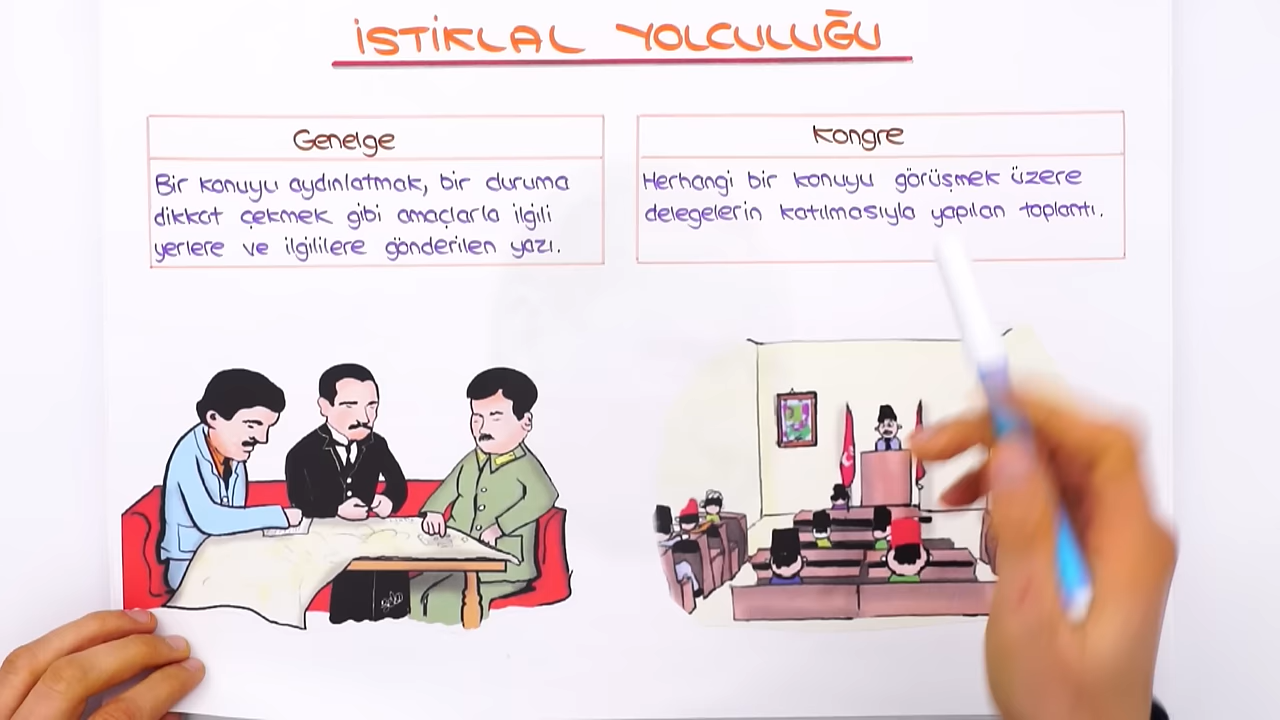 İSTİKLAL YOLCULUĞU
Genelge
Bir konuyu aydınlatmak, bir duruma
dikkat çekmek gibi amaçlarla ilgili
yerlere ve ilgililere gönderilen yazı.
Kongre
Herhangi bir konuyu görüşmek üzere
delegelerin katılmasıyla yapılan toplantı.